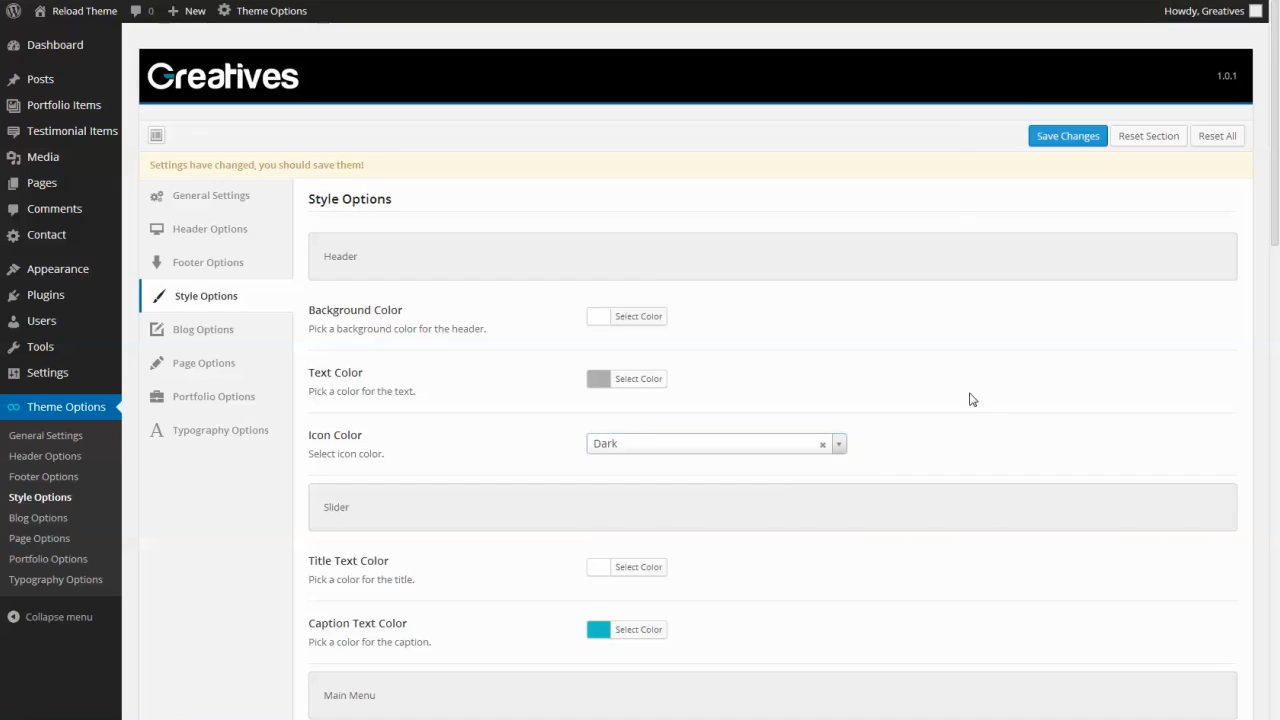 Reload Theme
0
New
Theme Options
Howdy, Greatives
Dashboard
Posts
Portfolio Items
Testimonial Items
Media
Pages
Comments
Contact
Appearance
Plugins
Users
Tools
Settings
Theme Options
General Settings
Header Options
Footer Options
Style Options
Blog Options
Page Options
Portfolio Options
Typography Options
Collapse menu
Greatives
1.0.1
Save Changes
Reset Section
Reset All
Settings have changed, you should save them!
General Settings
Header Options
Footer Options
Style Options
Blog Options
Page Options
Portfolio Options
Typography Options
Style Options
Header
Background Color
Pick a background color for the header.
Select Color
Text Color
Pick a color for the text.
Select Color
Icon Color
Select icon color.
Dark
Slider
Title Text Color
Pick a color for the title.
Select Color
Caption Text Color
Pick a color for the caption.
Select Color
Main Menu